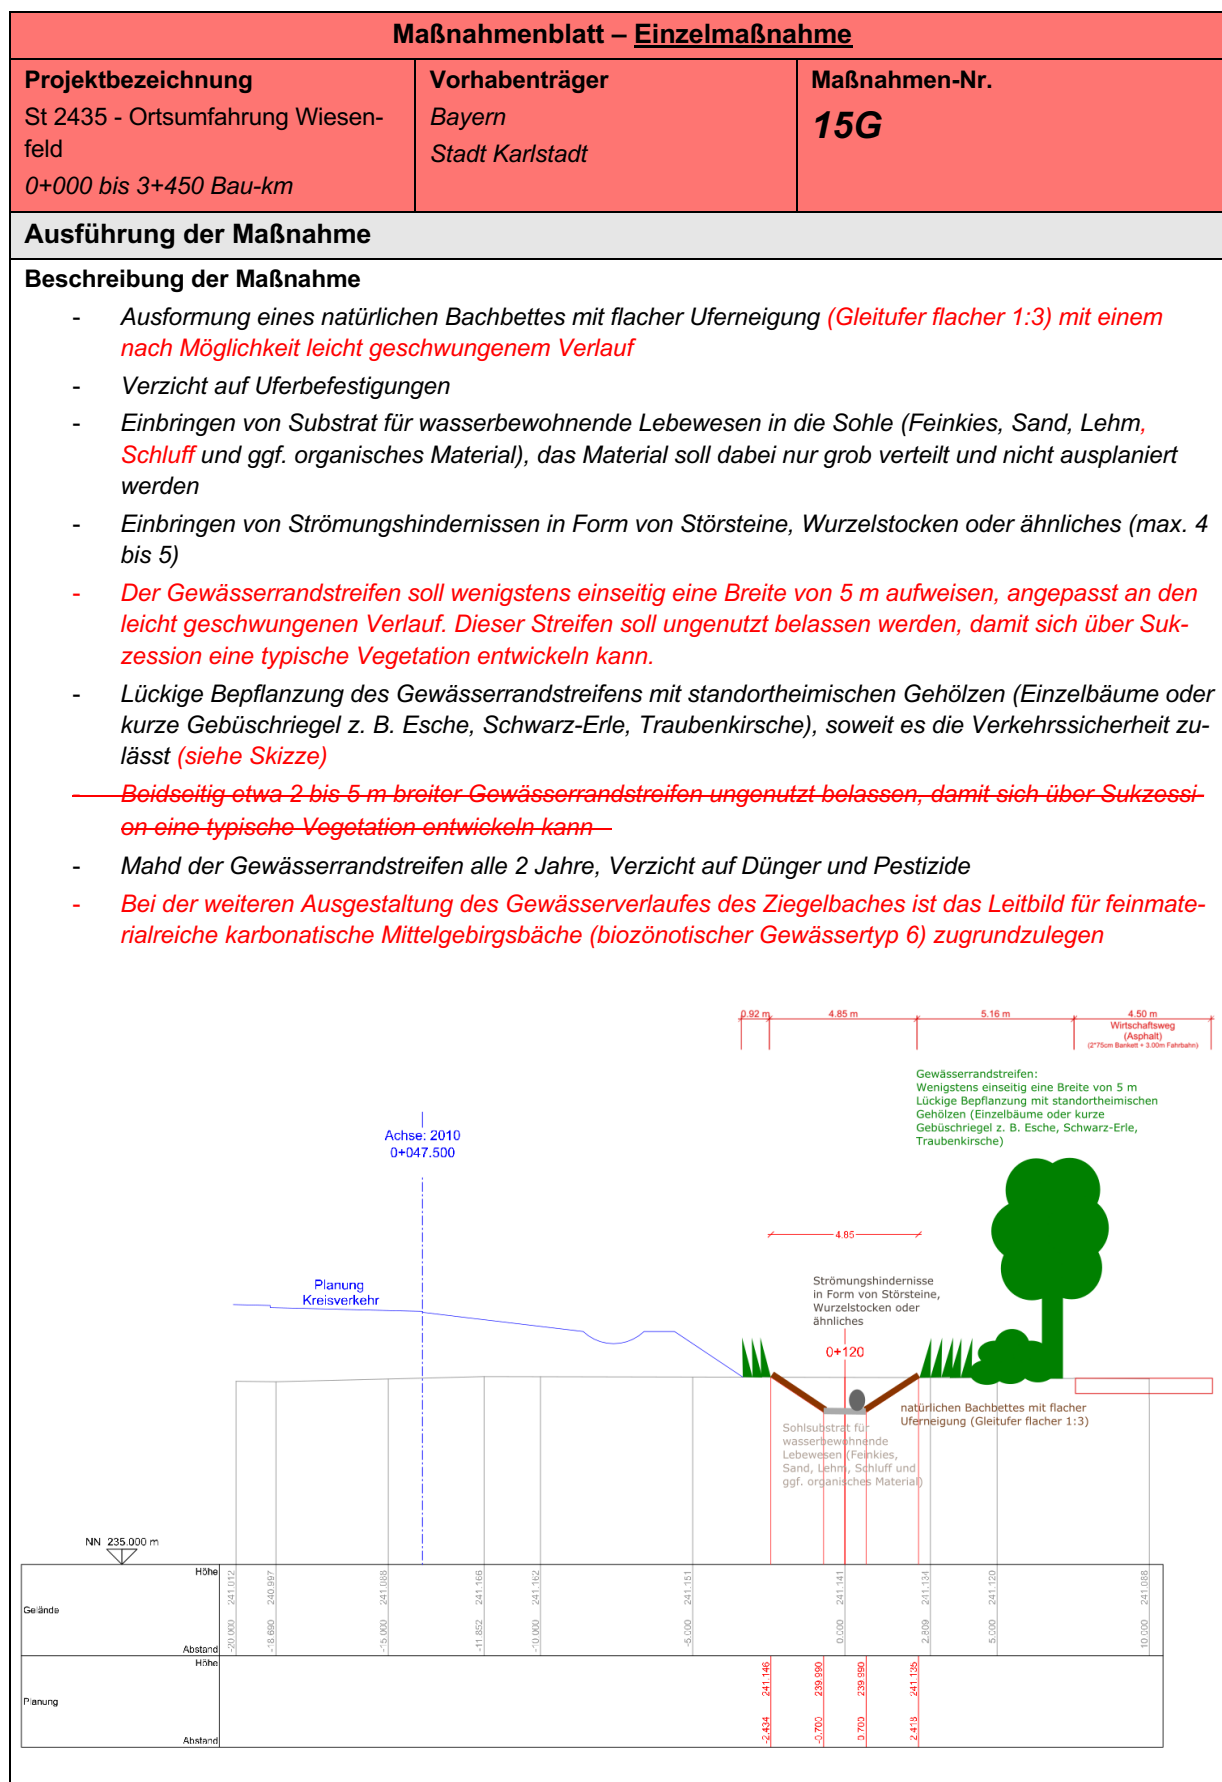 Maßnahmenblatt – Einzelmaßnahme
Projektbezeichnung
St 2435 - Ortsumfahrung Wiesen-
feld
0+000 bis 3+450 Bau-km
Vorhabenträger
Bayern
Stadt Karlstadt
Maßnahmen-Nr.
15G
Ausführung der Maßnahme
Beschreibung der Maßnahme
- Ausformung eines natürlichen Bachbettes mit flacher Uferneigung (Gleitufer flacher 1:3) mit einem
nach Möglichkeit leicht geschwungenem Verlauf
- Verzicht auf Uferbefestigungen
- Einbringen von Substrat für wasserbewohnende Lebewesen in die Sohle (Feinkies, Sand, Lehm,
Schluff und ggf. organisches Material), das Material soll dabei nur grob verteilt und nicht ausplaniert
werden
- Einbringen von Strömungshindernissen in Form von Störsteine, Wurzelstocken oder ähnliches (max. 4
bis 5)
- Der Gewässerrandstreifen soll wenigstens einseitig eine Breite von 5 m aufweisen, angepasst an den
leicht geschwungenen Verlauf. Dieser Streifen soll ungenutzt belassen werden, damit sich über Suk-
zession eine typische Vegetation entwickeln kann.
- Lückige Bepflanzung des Gewässerrandstreifens mit standortheimischen Gehölzen (Einzelbäume oder
kurze Gebüschriegel z. B. Esche, Schwarz-Erle, Traubenkirsche), soweit es die Verkehrssicherheit zu-
lässt (siehe Skizze)
- Beidseitig etwa 2 bis 5 m breiter Gewässerrandstreifen ungenutzt belassen, damit sich über Sukzessi-
on eine typische Vegetation entwickeln kann
- Mahd der Gewässerrandstreifen alle 2 Jahre, Verzicht auf Dünger und Pestizide
- Bei der weiteren Ausgestaltung des Gewässerverlaufes des Ziegelbaches ist das Leitbild für feinmate-
rialreiche karbonatische Mittelgebirgsbäche (biozönotischer Gewässertyp 6) zugrundzulegen
0.92 m 4.85 m 5.16 m 4.50 m
Wirtschaftsweg
(Asphalt)
(2*75cm Bankett + 3.00m Fahrbahn)
Gewässerrandstreifen:
Wenigstens einseitig eine Breite von 5 m
Lückige Bepflanzung mit standortheimischen
Gehölzen (Einzelbäume oder kurze
Gebüschriegel z. B. Esche, Schwarz-Erle,
Traubenkirsche)
Achse: 2010
0+047.500
4.85
Planung
Kreisverkehr
Strömungshindernisse
in Form von Störsteine,
Wurzelstocken oder
ähnliches
0+120
natürlichen Bachbettes mit flacher
Uferneigung (Gleitufer flacher 1:3)
Sohlsubstrat für
wasserbewohnende
Lebewesen (Feinkies,
Sand, Lehm, Schluff und
ggf. organisches Material)
NN 235.000 m
Gelände
Höhe
241.012 240.997 241.088 241.166 241.162 241.151 241.141 241.134 241.120 241.088
Abstand
-20.000 -18.690 -15.000 -11.852 -10.000 -5.000 0.000 2.809 5.000 10.000
Planung
Höhe
241.146 239.990 239.990 241.135
Abstand
-2.434 -0.700 0.700 2.418